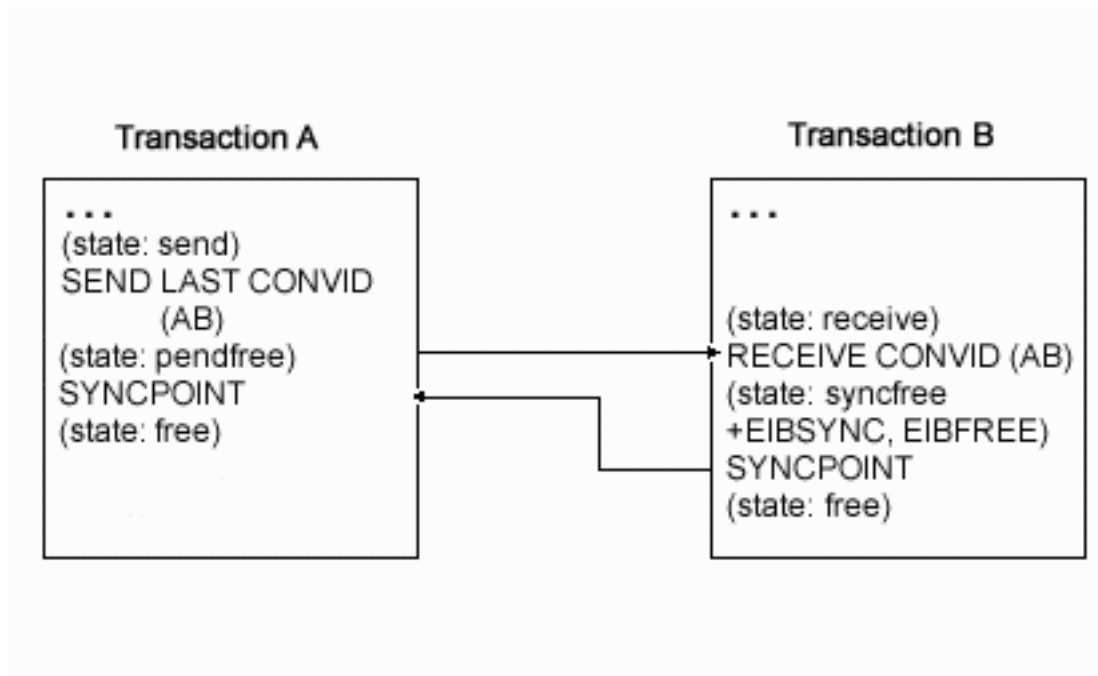 Transaction A
...
(state: send)
SEND LAST CONVID
(AB)
(state: pendfree)
SYNCPOINT
(state: free)
Transaction B
...
(state: receive)
RECEIVE CONVID (AB)
(state: syncfree
+EIBSYNC, EIBFREE)
SYNCPOINT
(state: free)